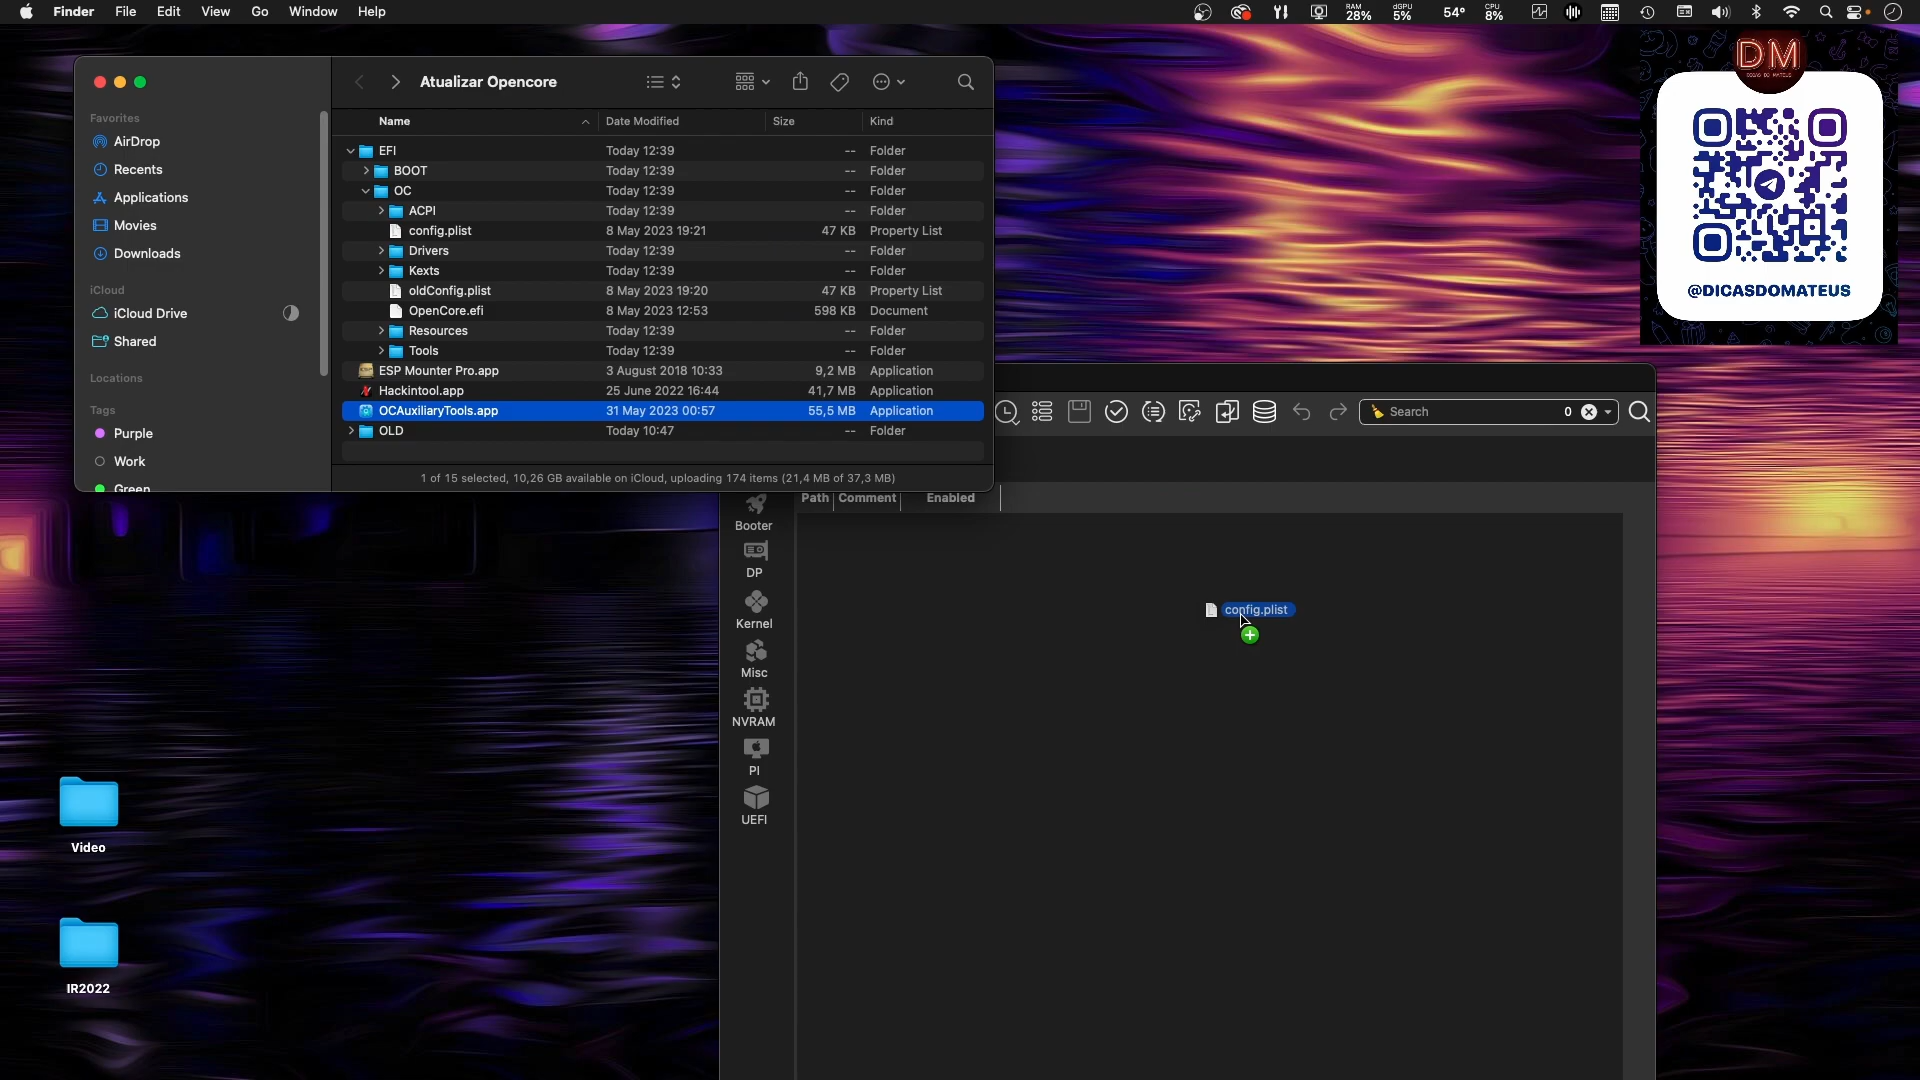 Finder File Edit View Go Window Help
RAM 28% dGPU 5% 54° CPU 8%
DM
DICAS DO MATEUS
@DICASDOMATEUS
Atualizar Opencore
Favorites
AirDrop
Recents
Applications
Movies
Downloads
iCloud
iCloud Drive
Shared
Locations
Tags
Purple
Work
Green
Name Date Modified Size Kind
EFI Today 12:39 -- Folder
BOOT Today 12:39 -- Folder
OC Today 12:39 -- Folder
ACPI Today 12:39 -- Folder
config.plist 8 May 2023 19:21 47 KB Property List
Drivers Today 12:39 -- Folder
Kexts Today 12:39 -- Folder
oldConfig.plist 8 May 2023 19:20 47 KB Property List
OpenCore.efi 8 May 2023 12:53 598 KB Document
Resources Today 12:39 -- Folder
Tools Today 12:39 -- Folder
ESP Mounter Pro.app 3 August 2018 10:33 9,2 MB Application
Hackintool.app 25 June 2022 16:44 41,7 MB Application
OCAuxiliaryTools.app 31 May 2023 00:57 55,5 MB Application
OLD Today 10:47 -- Folder
1 of 15 selected, 10,26 GB available on iCloud, uploading 174 items (21,4 MB of 37,3 MB)
Search 0
Path Comment Enabled
Booter
DP
Kernel
Misc
NVRAM
PI
UEFI
config.plist
Video
IR2022